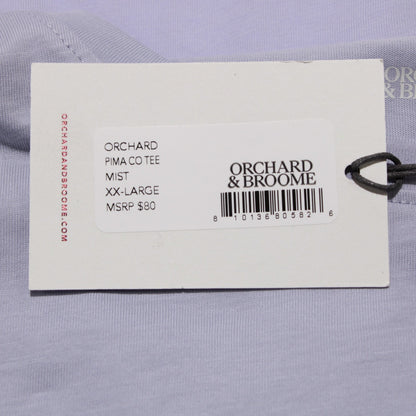 ORCHARD
& BROOME
ORCHARDANDBROOME.COM
ORCHARD
PIMA CO TEE
MIST
XX-LARGE
MSRP $80
ORCHARD
& BROOME
8 10136 80582 6